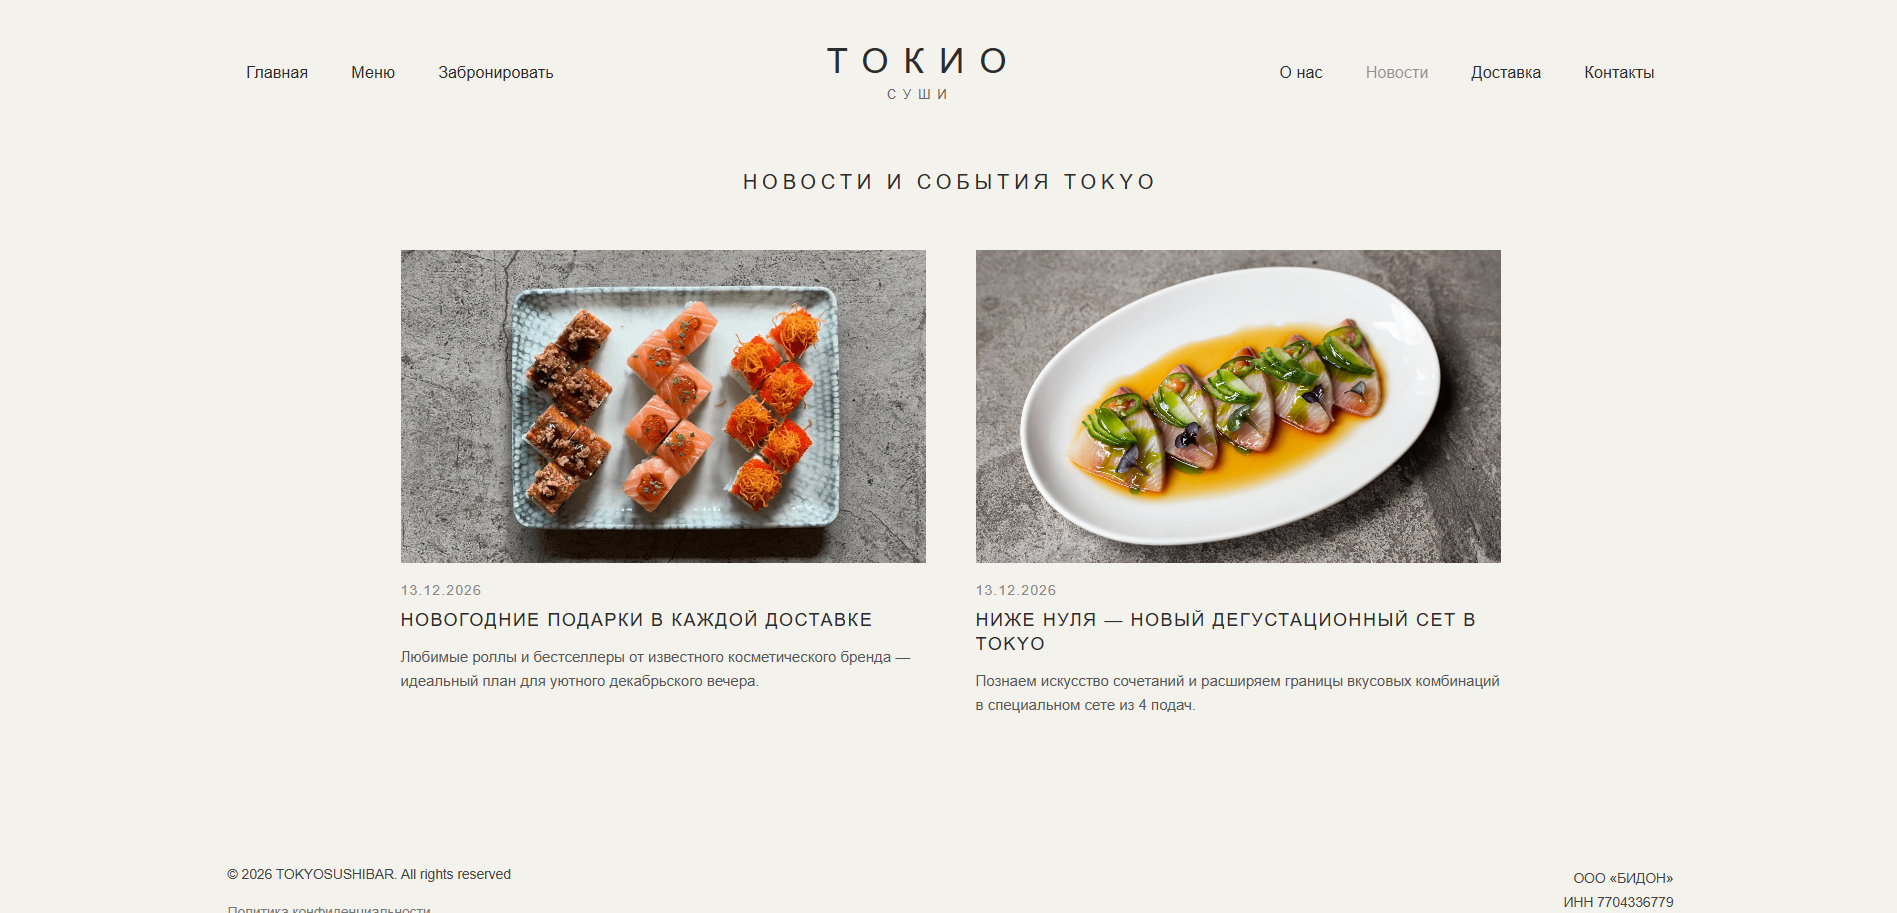 Главная Меню Забронировать
ТОКИО
СУШИ
О нас Новости Доставка Контакты
НОВОСТИ И СОБЫТИЯ TOKYO
13.12.2026
НОВОГОДНИЕ ПОДАРКИ В КАЖДОЙ ДОСТАВКЕ
Любимые роллы и бестселлеры от известного косметического бренда —
идеальный план для уютного декабрьского вечера.
13.12.2026
НИЖЕ НУЛЯ — НОВЫЙ ДЕГУСТАЦИОННЫЙ СЕТ В
TOKYO
Познаем искусство сочетаний и расширяем границы вкусовых комбинаций
в специальном сете из 4 подач.
© 2026 TOKYOSUSHIBAR. All rights reserved
Политика конфиденциальности
ООО «БИДОН»
ИНН 7704336779